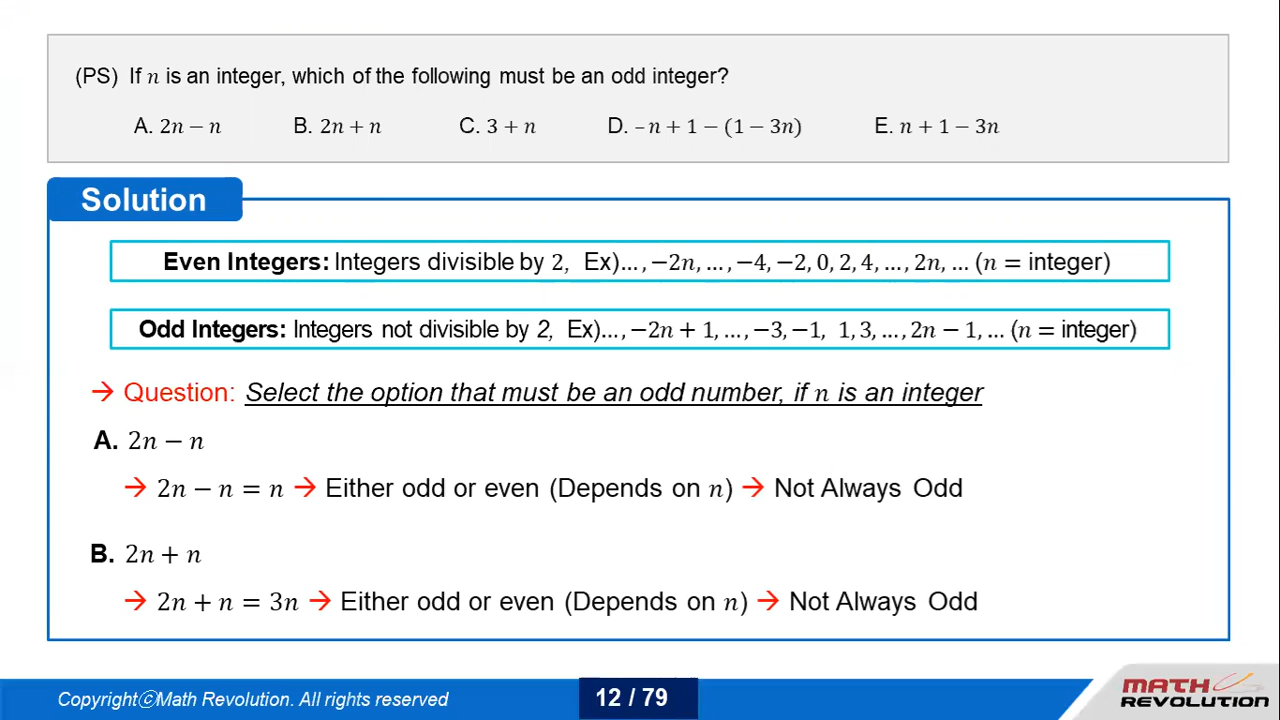 (PS) If n is an integer, which of the following must be an odd integer?
A. 2n − n B. 2n + n C. 3 + n D. –n + 1 − (1 − 3n) E. n + 1 − 3n
Solution
Even Integers: Integers divisible by 2, Ex)…, −2n, …, −4, −2, 0, 2, 4, …, 2n, … (n = integer)
Odd Integers: Integers not divisible by 2, Ex)…, −2n + 1, …, −3, −1, 1, 3, …, 2n − 1, … (n = integer)
→ Question: Select the option that must be an odd number, if n is an integer
A. 2n − n
→ 2n − n = n → Either odd or even (Depends on n) → Not Always Odd
B. 2n + n
→ 2n + n = 3n → Either odd or even (Depends on n) → Not Always Odd
Copyrightⓒ Math Revolution. All rights reserved
12 / 79
MATH
REVOLUTION